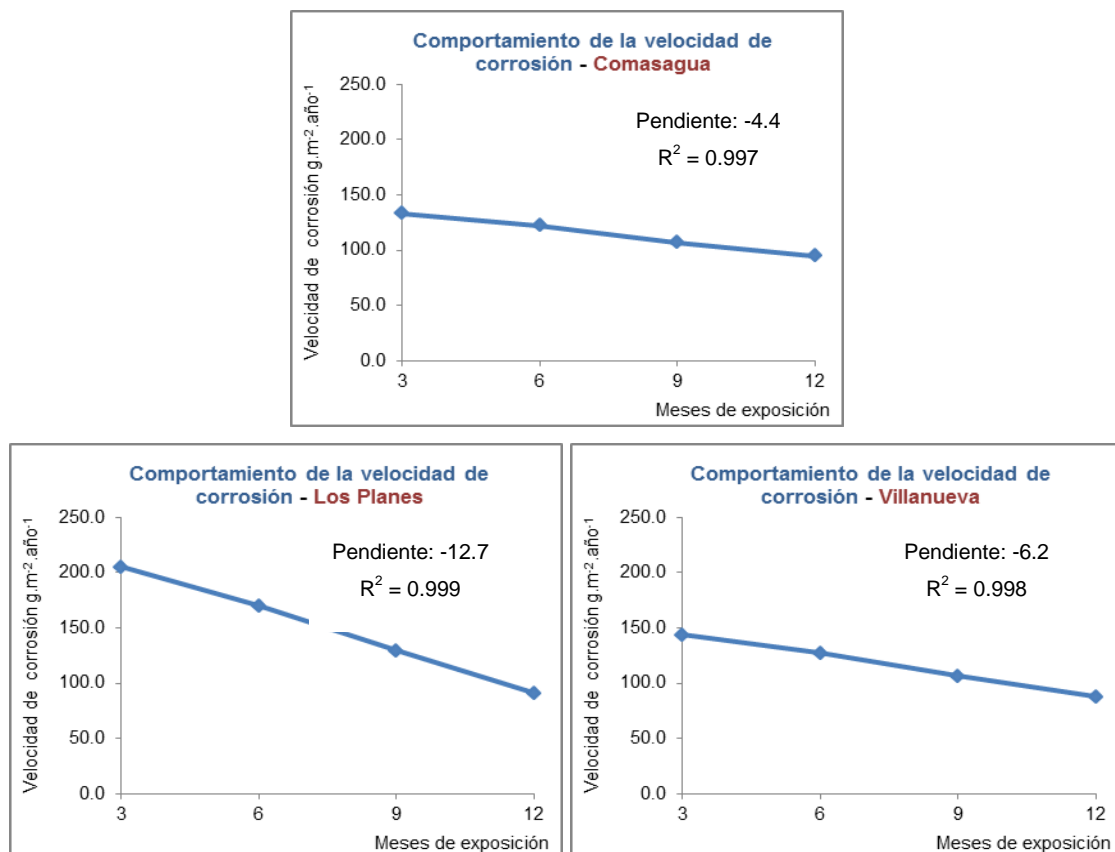 Comportamiento de la velocidad de
corrosión - Comasagua
Velocidad de corrosión g.m-2.año-1
250.0
200.0
150.0
100.0
50.0
0.0
Pendiente: -4.4
R2 = 0.997
3 6 9 12
Meses de exposición
Comportamiento de la velocidad de
corrosión - Los Planes
Velocidad de corrosión g.m-2.año-1
250.0
200.0
150.0
100.0
50.0
0.0
Pendiente: -12.7
R2 = 0.999
3 6 9 12
Meses de exposición
Comportamiento de la velocidad de
corrosión - Villanueva
Velocidad de corrosión g.m-2.año-1
250.0
200.0
150.0
100.0
50.0
0.0
Pendiente: -6.2
R2 = 0.998
3 6 9 12
Meses de exposición